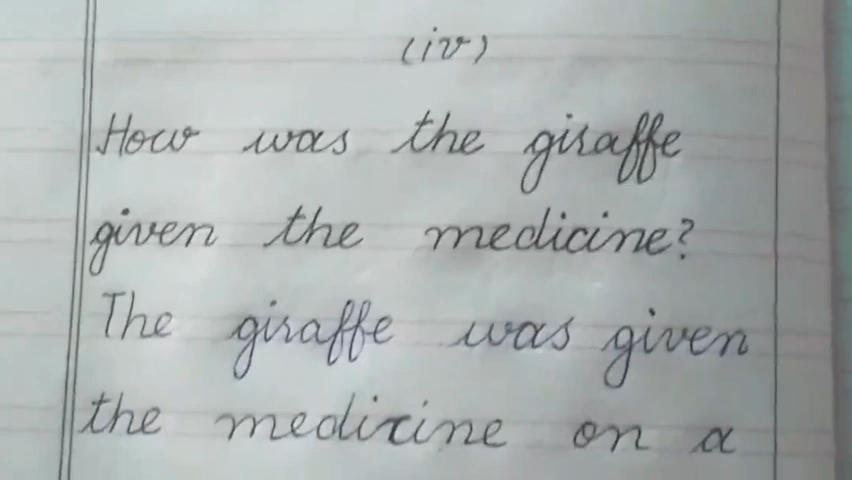 (iv)
How was the giraffe
given the medicine?
The giraffe was given
the medicine on a